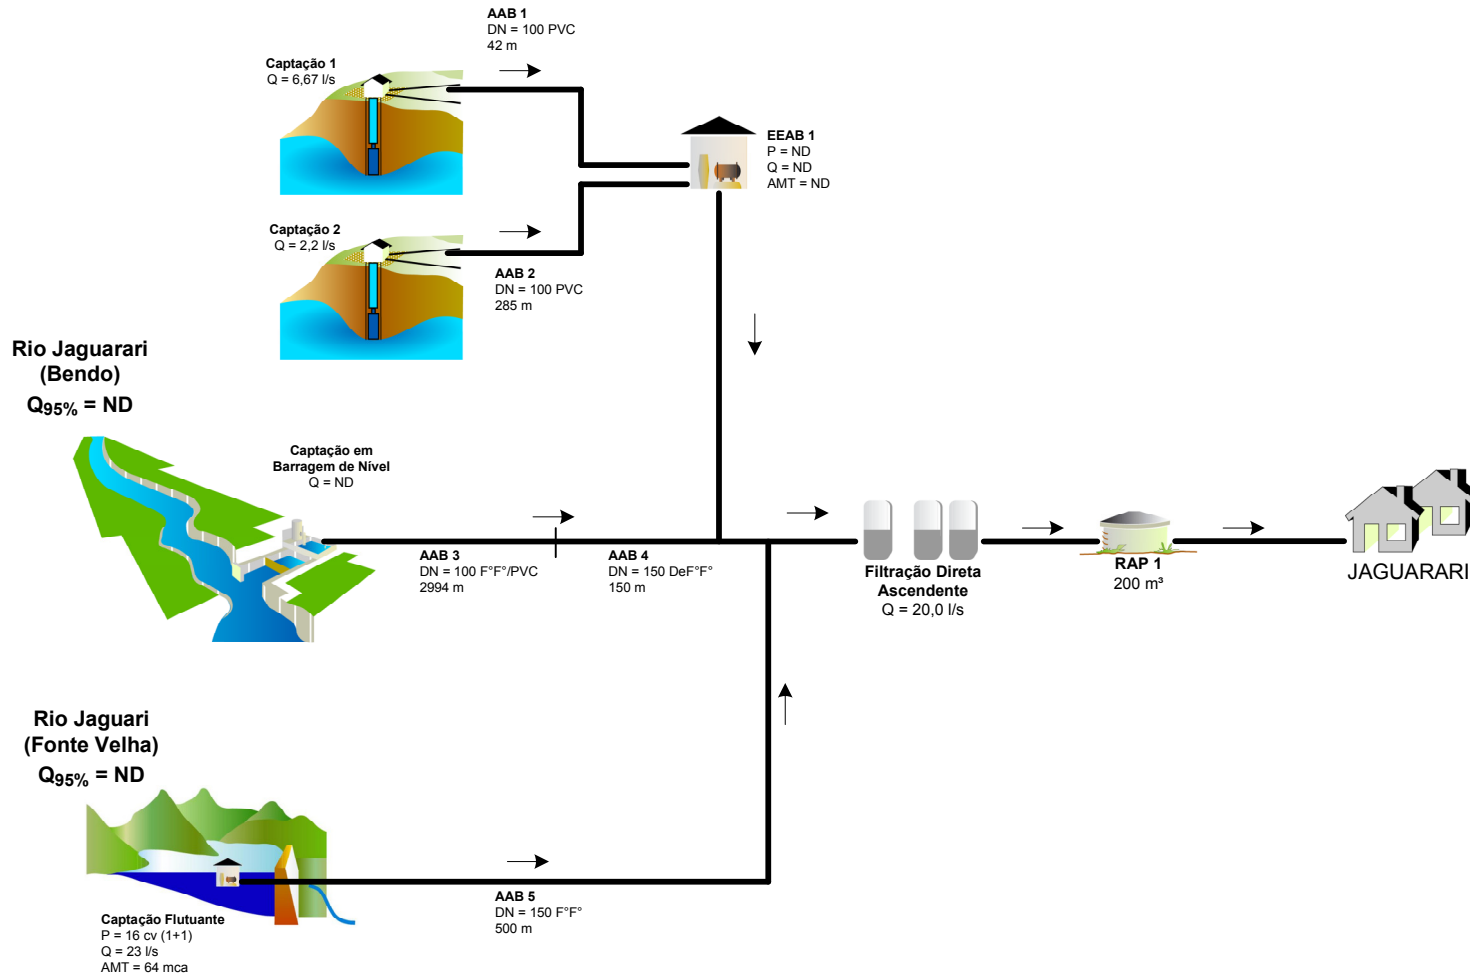 AAB 1
DN = 100 PVC
42 m
Captação 1
Q = 6,67 l/s
EEAB 1
P = ND
Q = ND
AMT = ND
Captação 2
Q = 2,2 l/s
AAB 2
DN = 100 PVC
285 m
Rio Jaguarari
(Bendo)
Q95% = ND
Captação em
Barragem de Nível
Q = ND
AAB 3
DN = 100 F°F°/PVC
2994 m
AAB 4
DN = 150 DeF°F°
150 m
Filtração Direta
Ascendente
Q = 20,0 l/s
RAP 1
200 m³
JAGUARARI
Rio Jaguari
(Fonte Velha)
Q95% = ND
AAB 5
DN = 150 F°F°
500 m
Captação Flutuante
P = 16 cv (1+1)
Q = 23 l/s
AMT = 64 mca